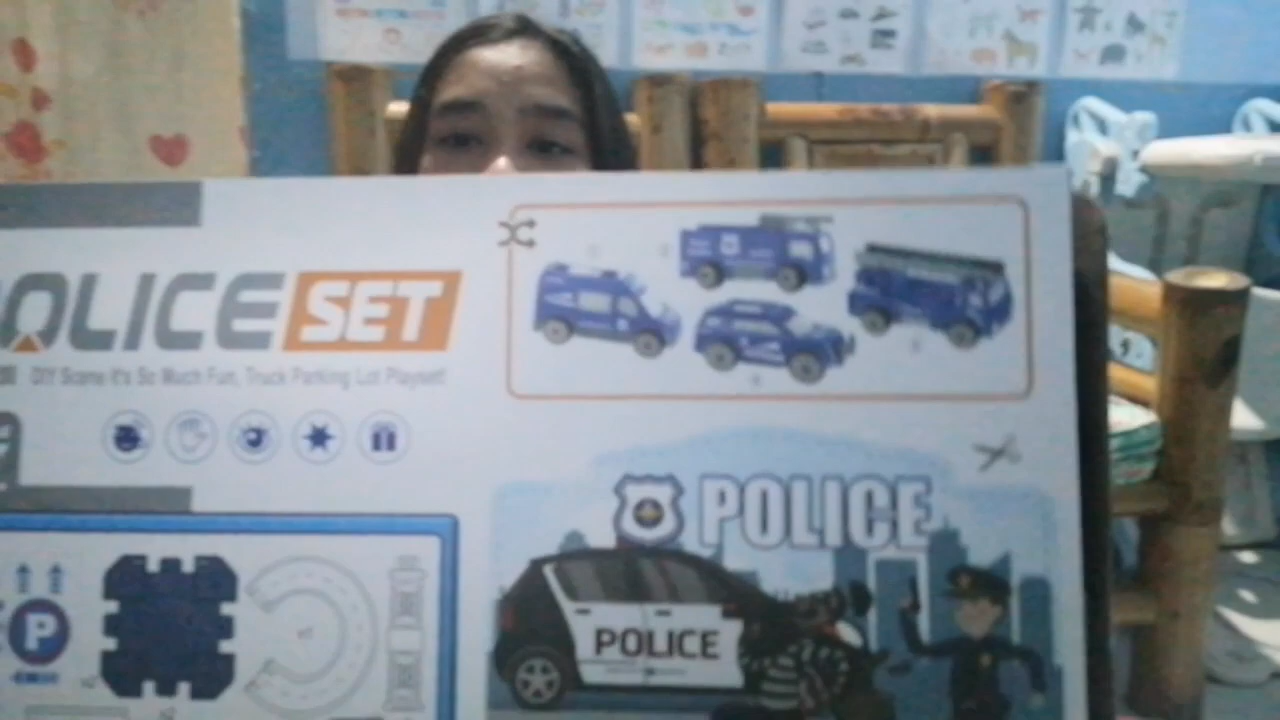 OLICE SET
DIY Scene It's So Much Fun, Truck Parking Lot Playset!
POLICE
POLICE
P